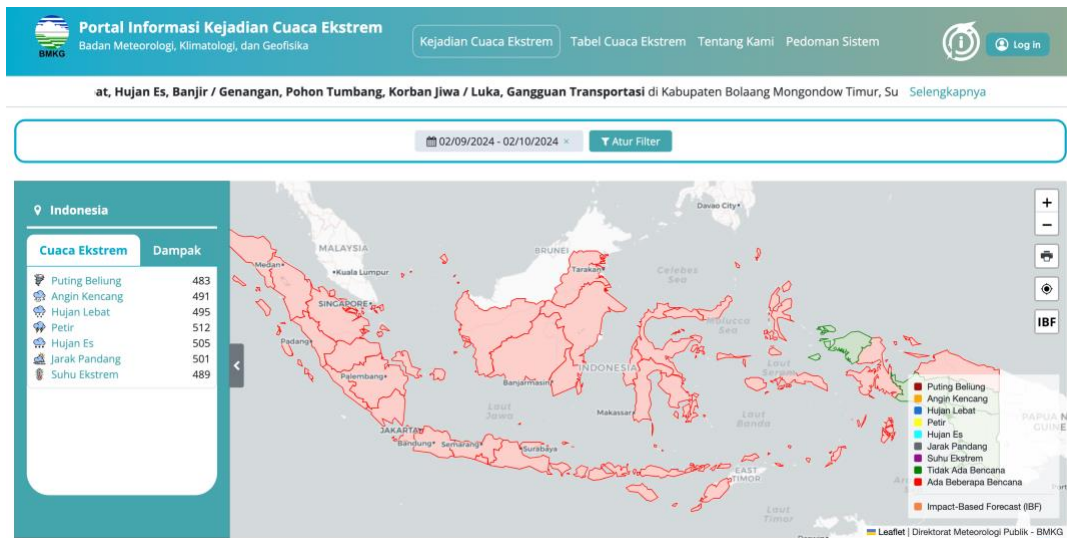 BMKG
Portal Informasi Kejadian Cuaca Ekstrem
Badan Meteorologi, Klimatologi, dan Geofisika
Kejadian Cuaca Ekstrem Tabel Cuaca Ekstrem Tentang Kami Pedoman Sistem
Log in
at, Hujan Es, Banjir / Genangan, Pohon Tumbang, Korban Jiwa / Luka, Gangguan Transportasi di Kabupaten Bolaang Mongondow Timur, Su Selengkapnya
02/09/2024 - 02/10/2024 ×
Atur Filter
Indonesia
Cuaca Ekstrem Dampak
Puting Beliung 483
Angin Kencang 491
Hujan Lebat 495
Petir 512
Hujan Es 505
Jarak Pandang 501
Suhu Ekstrem 489
Davao City
MALAYSIA
BRUNEI
Medan
Kuala Lumpur
Tarakan
Celebes
Sea
SINGAPORE
Molucca
Sea
Padang
INDONESIA
Laut
Seram
Palembang
Banjarmasin
Laut
Jawa
Makassar
Laut
Banda
JAKARTA
Bandung Semarang
Surabaya
EAST
TIMOR
Laut
Timor
PAPUA N
GUINE
+
−
IBF
Puting Beliung
Angin Kencang
Hujan Lebat
Petir
Hujan Es
Jarak Pandang
Suhu Ekstrem
Tidak Ada Bencana
Ada Beberapa Bencana
Impact-Based Forecast (IBF)
Leaflet | Direktorat Meteorologi Publik - BMKG